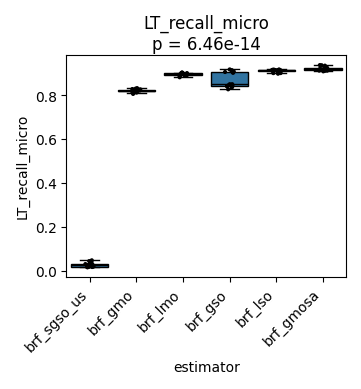 LT_recall_micro
p = 6.46e-14
LT_recall_micro
0.8
0.6
0.4
0.2
0.0
brf_sgso_us
brf_gmo
brf_lmo
brf_gso
brf_lso
brf_gmosa
estimator